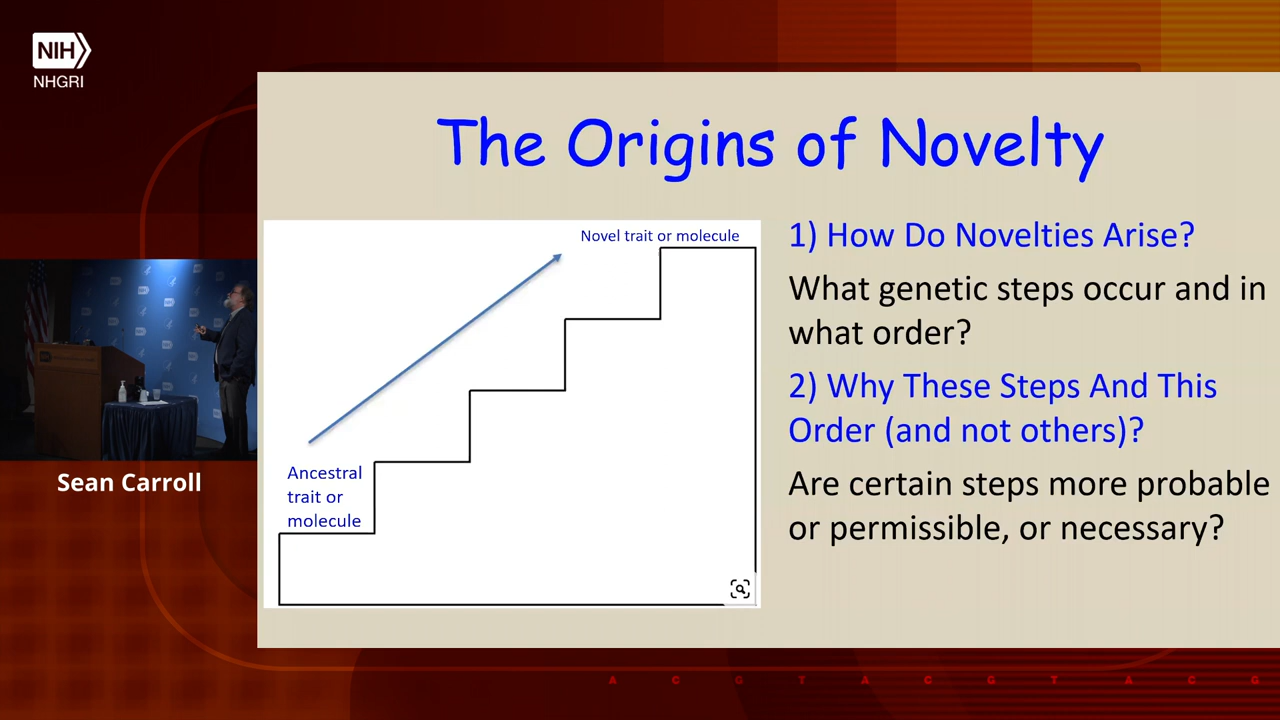 NIH
NHGRI
The Origins of Novelty
Novel trait or molecule
Ancestral
trait or
molecule
1) How Do Novelties Arise?
What genetic steps occur and in
what order?
2) Why These Steps And This
Order (and not others)?
Are certain steps more probable
or permissible, or necessary?
Sean Carroll
A C G T A C G T A C G